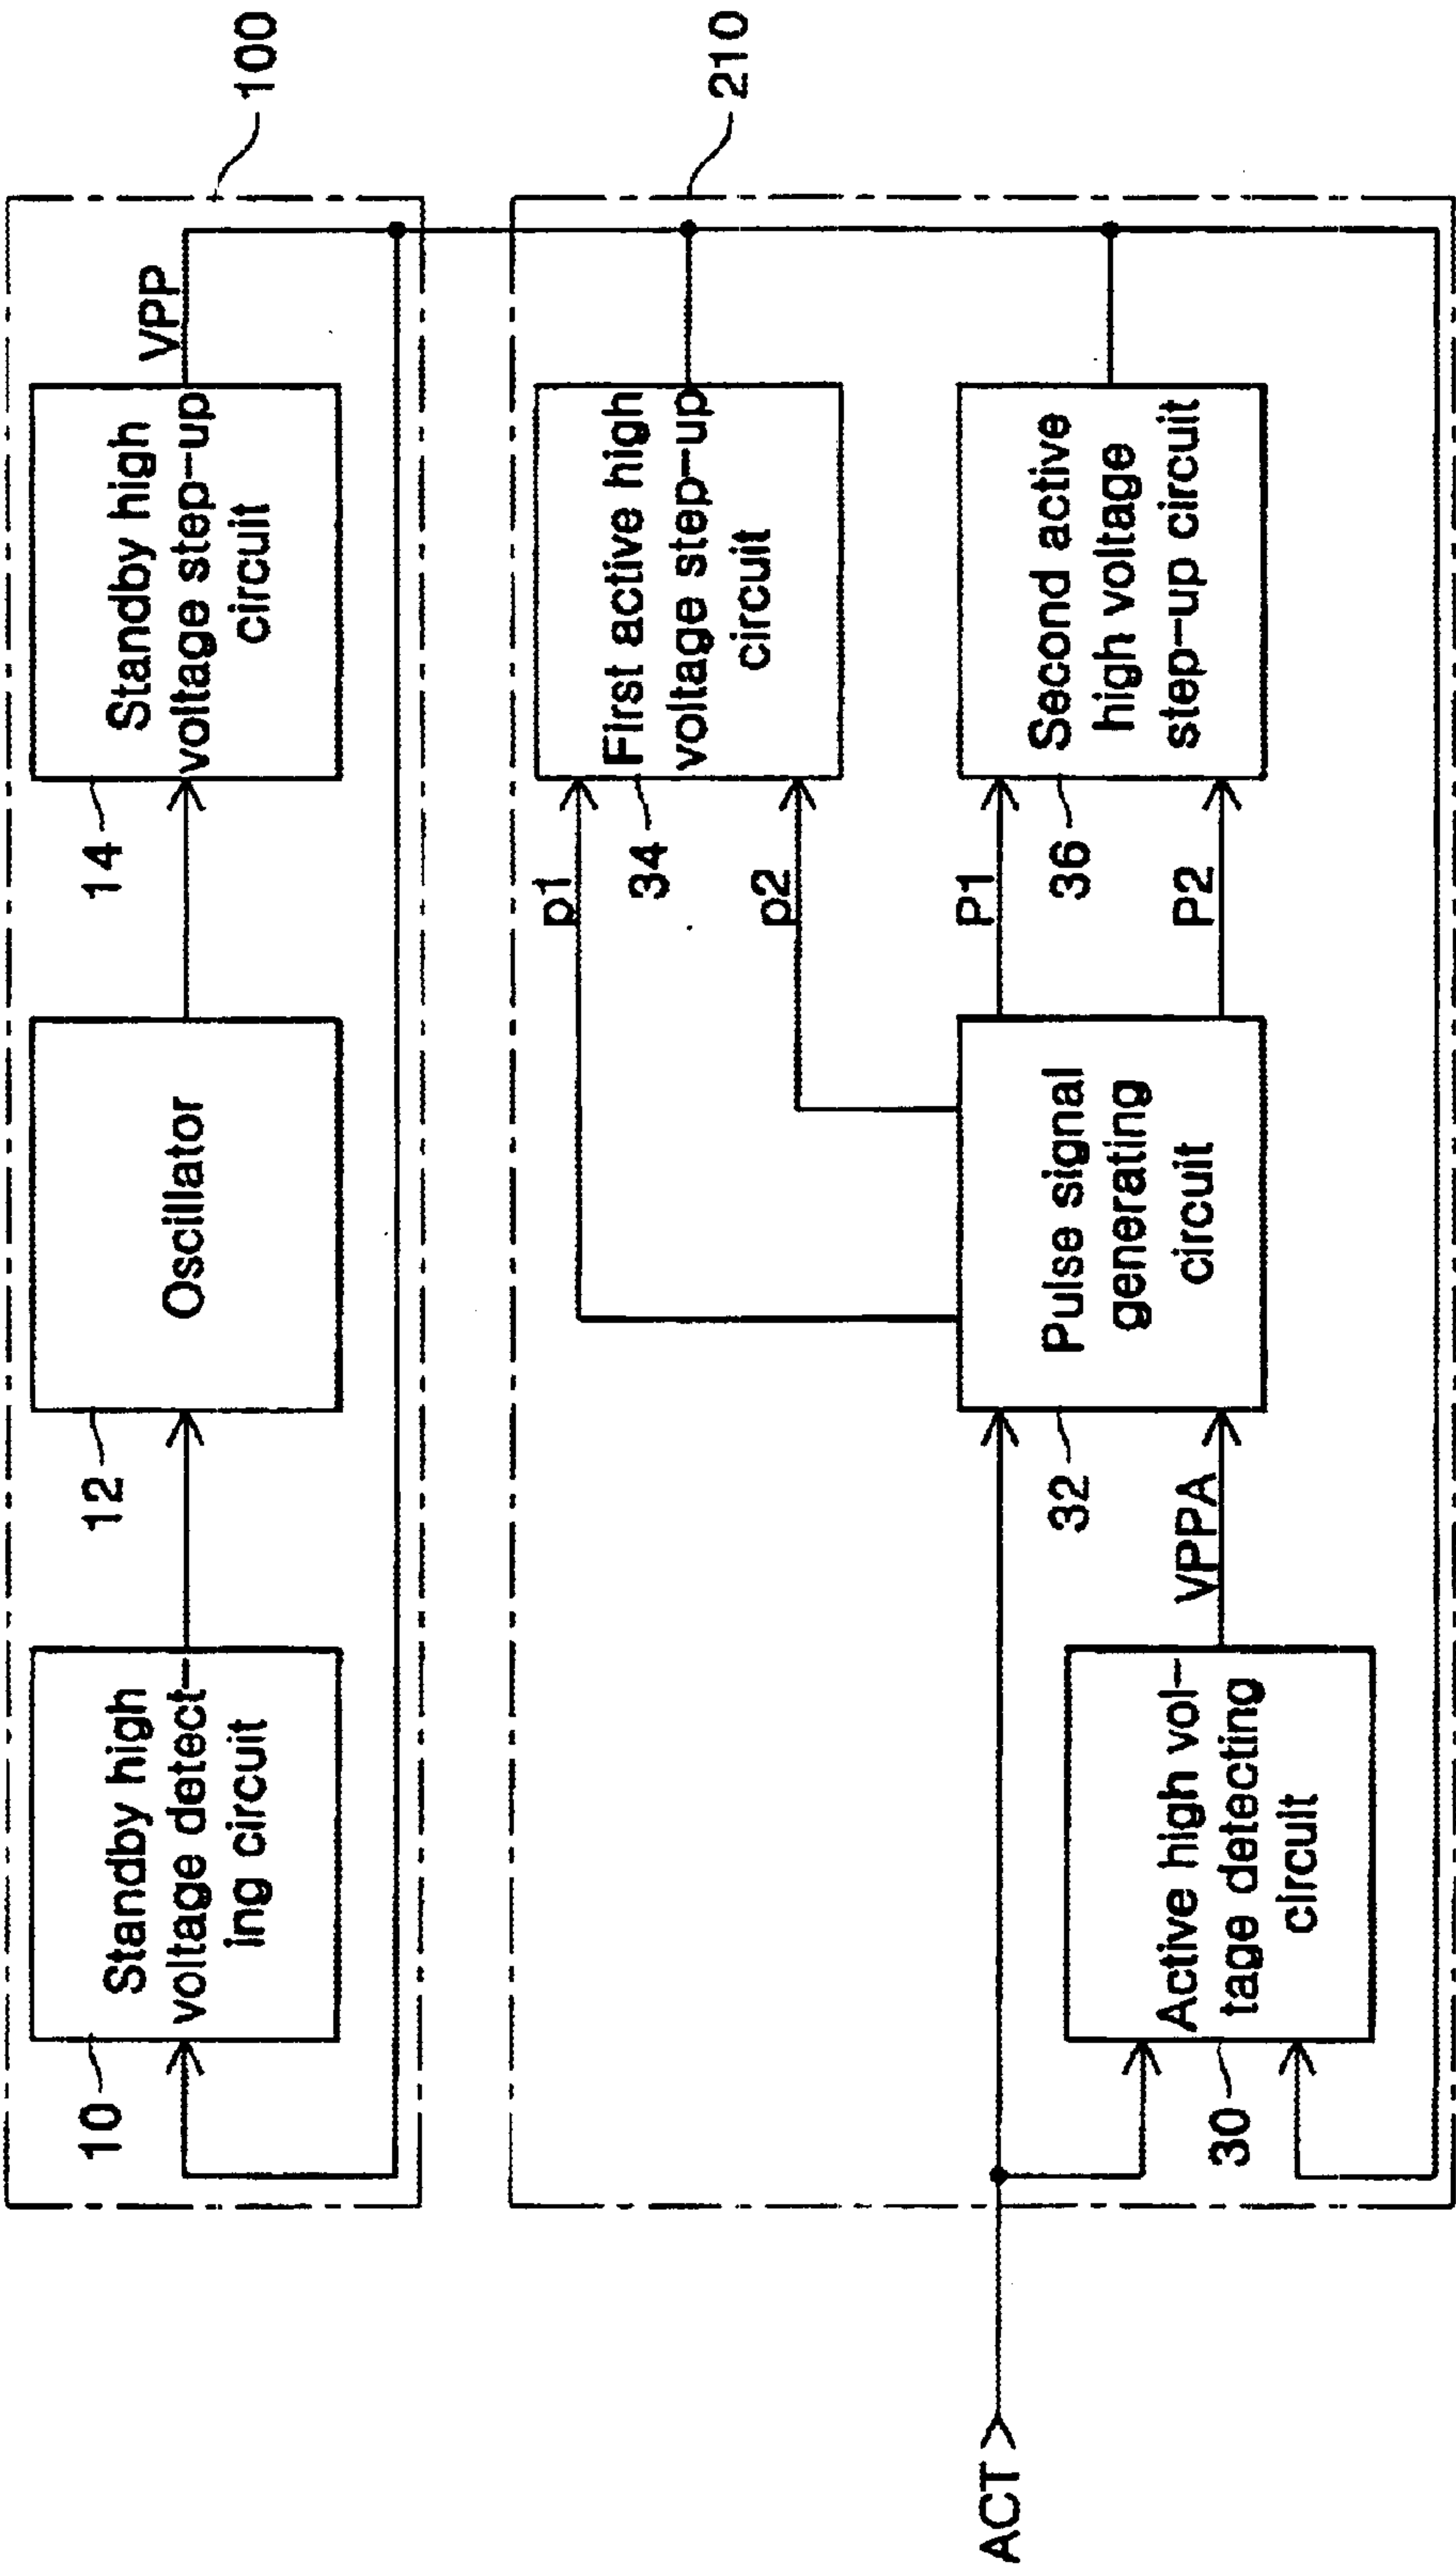 100
VPP
14
Standby high
voltage step-up
circuit
12
Oscillator
10
Standby high
voltage detect-
ing circuit
210
34
First active high
voltage step-up
circuit
36
Second active
high voltage
step-up circuit
p1
p2
P1
P2
32
Pulse signal
generating
circuit
VPPA
30
Active high vol-
tage detecting
circuit
ACT